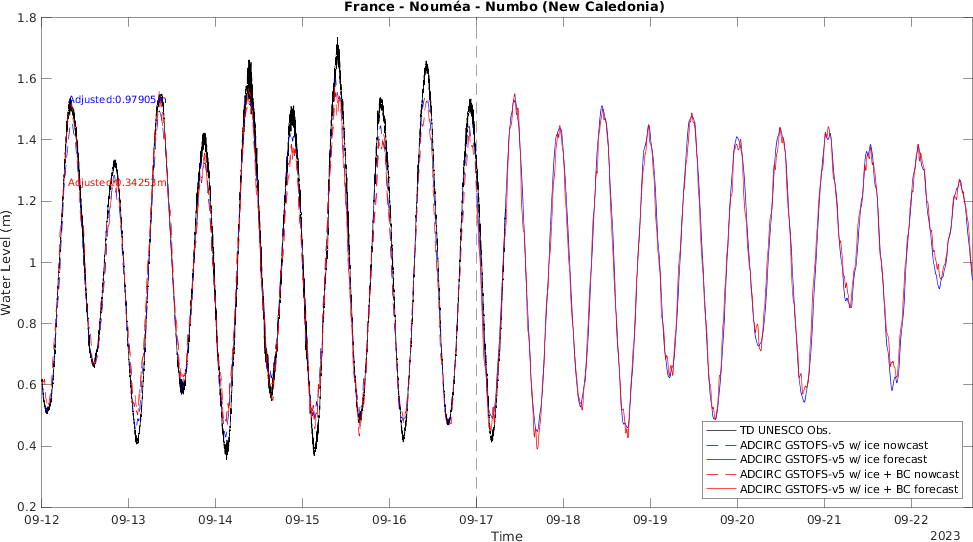 France - Nouméa - Numbo (New Caledonia)
1.8
1.6
1.4
1.2
1
0.8
0.6
0.4
0.2
Water Level (m)
Adjusted:0.97905m
Adjusted:0.34253m
TD UNESCO Obs.
ADCIRC GSTOFS-v5 w/ ice nowcast
ADCIRC GSTOFS-v5 w/ ice forecast
ADCIRC GSTOFS-v5 w/ ice + BC nowcast
ADCIRC GSTOFS-v5 w/ ice + BC forecast
09-12 09-13 09-14 09-15 09-16 09-17 09-18 09-19 09-20 09-21 09-22
Time
2023